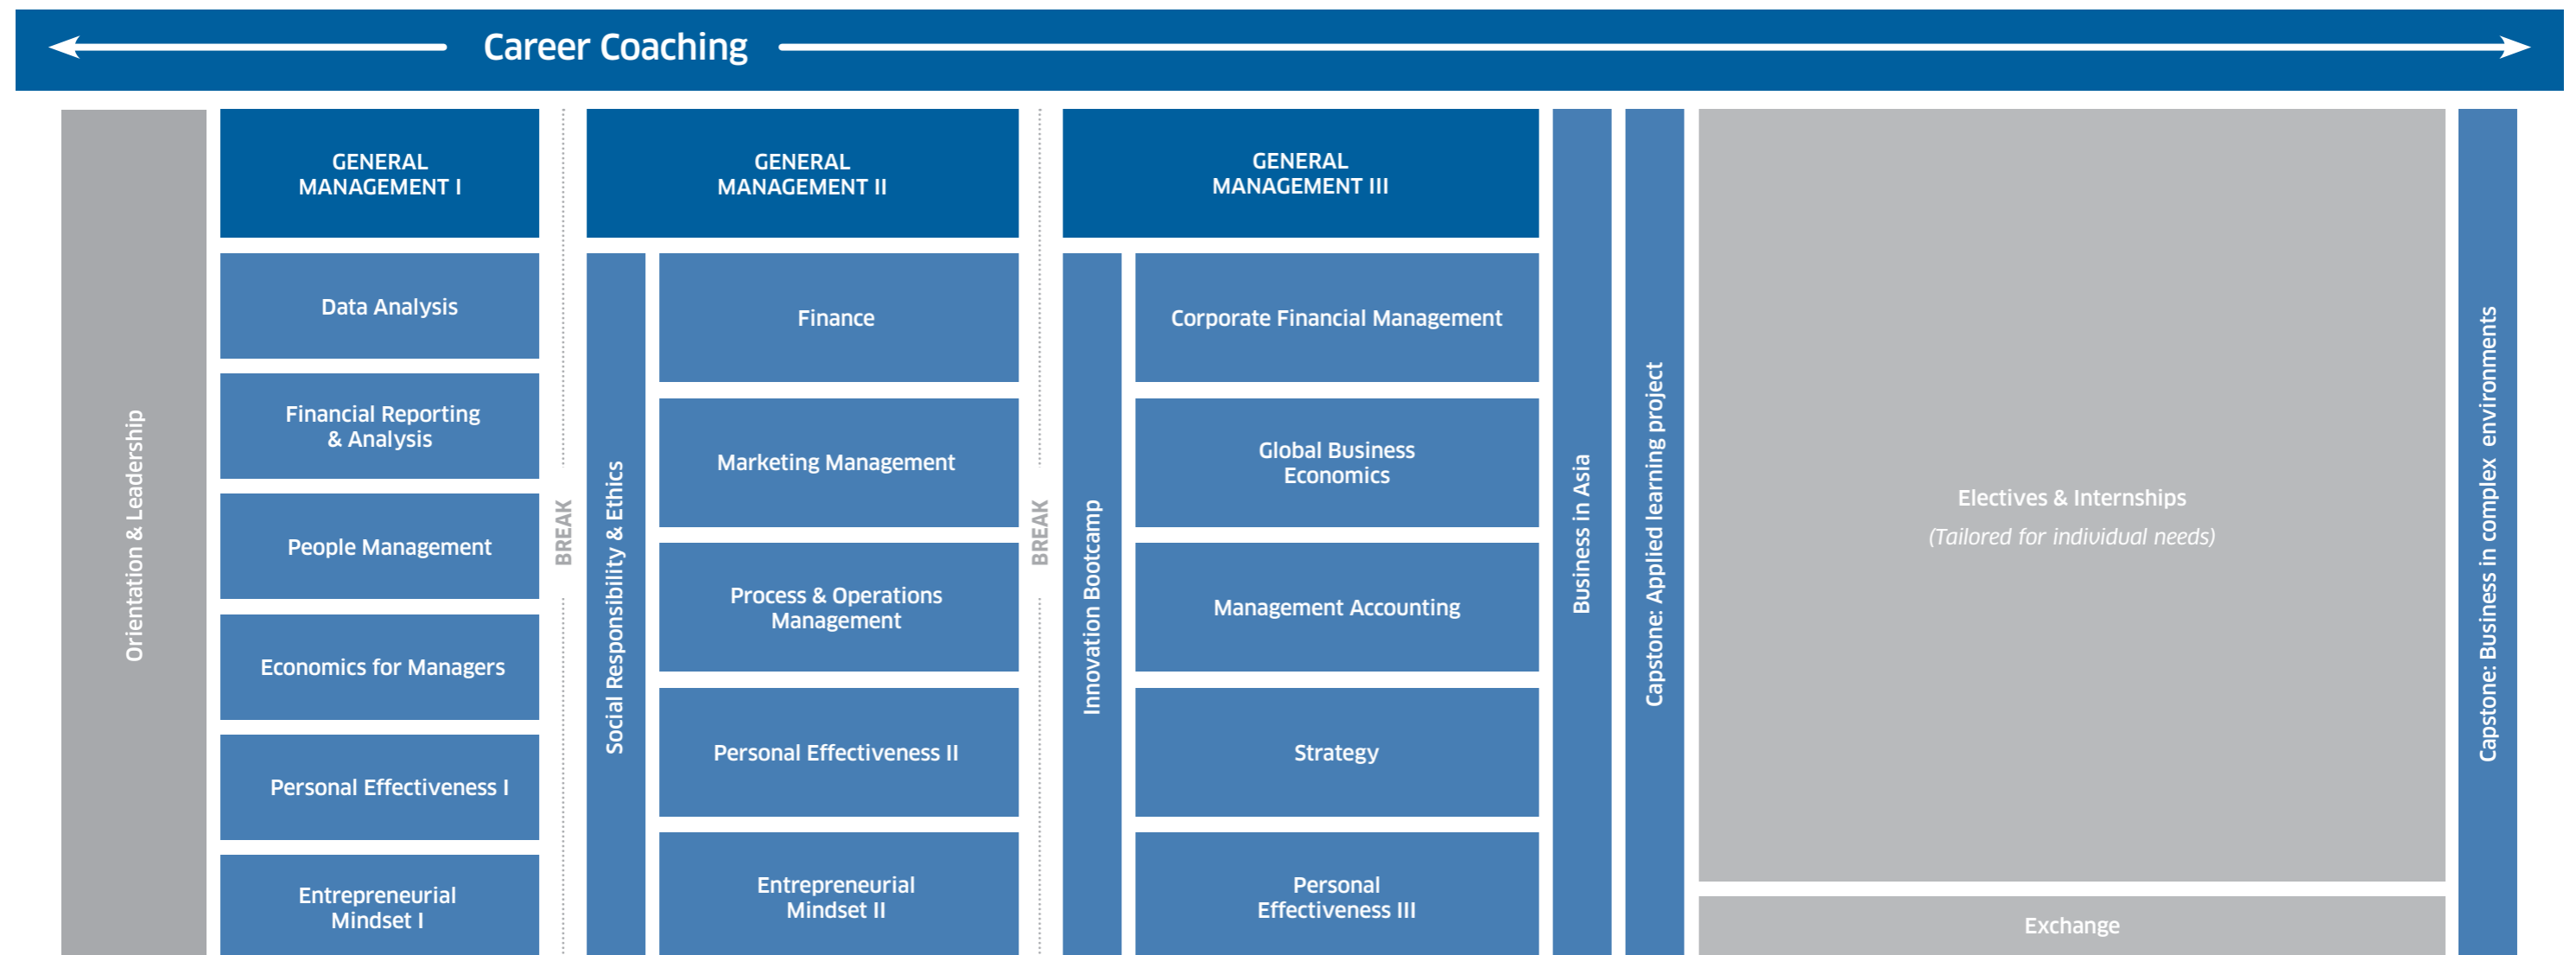 Career Coaching
Orientation & Leadership
GENERAL
MANAGEMENT I
Data Analysis
Financial Reporting
& Analysis
People Management
Economics for Managers
Personal Effectiveness I
Entrepreneurial
Mindset I
BREAK
GENERAL
MANAGEMENT II
Social Responsibility & Ethics
Finance
Marketing Management
Process & Operations
Management
Personal Effectiveness II
Entrepreneurial
Mindset II
BREAK
GENERAL
MANAGEMENT III
Innovation Bootcamp
Corporate Financial Management
Global Business
Economics
Management Accounting
Strategy
Personal
Effectiveness III
Business in Asia
Capstone: Applied learning project
Electives & Internships
(Tailored for individual needs)
Exchange
Capstone: Business in complex environments